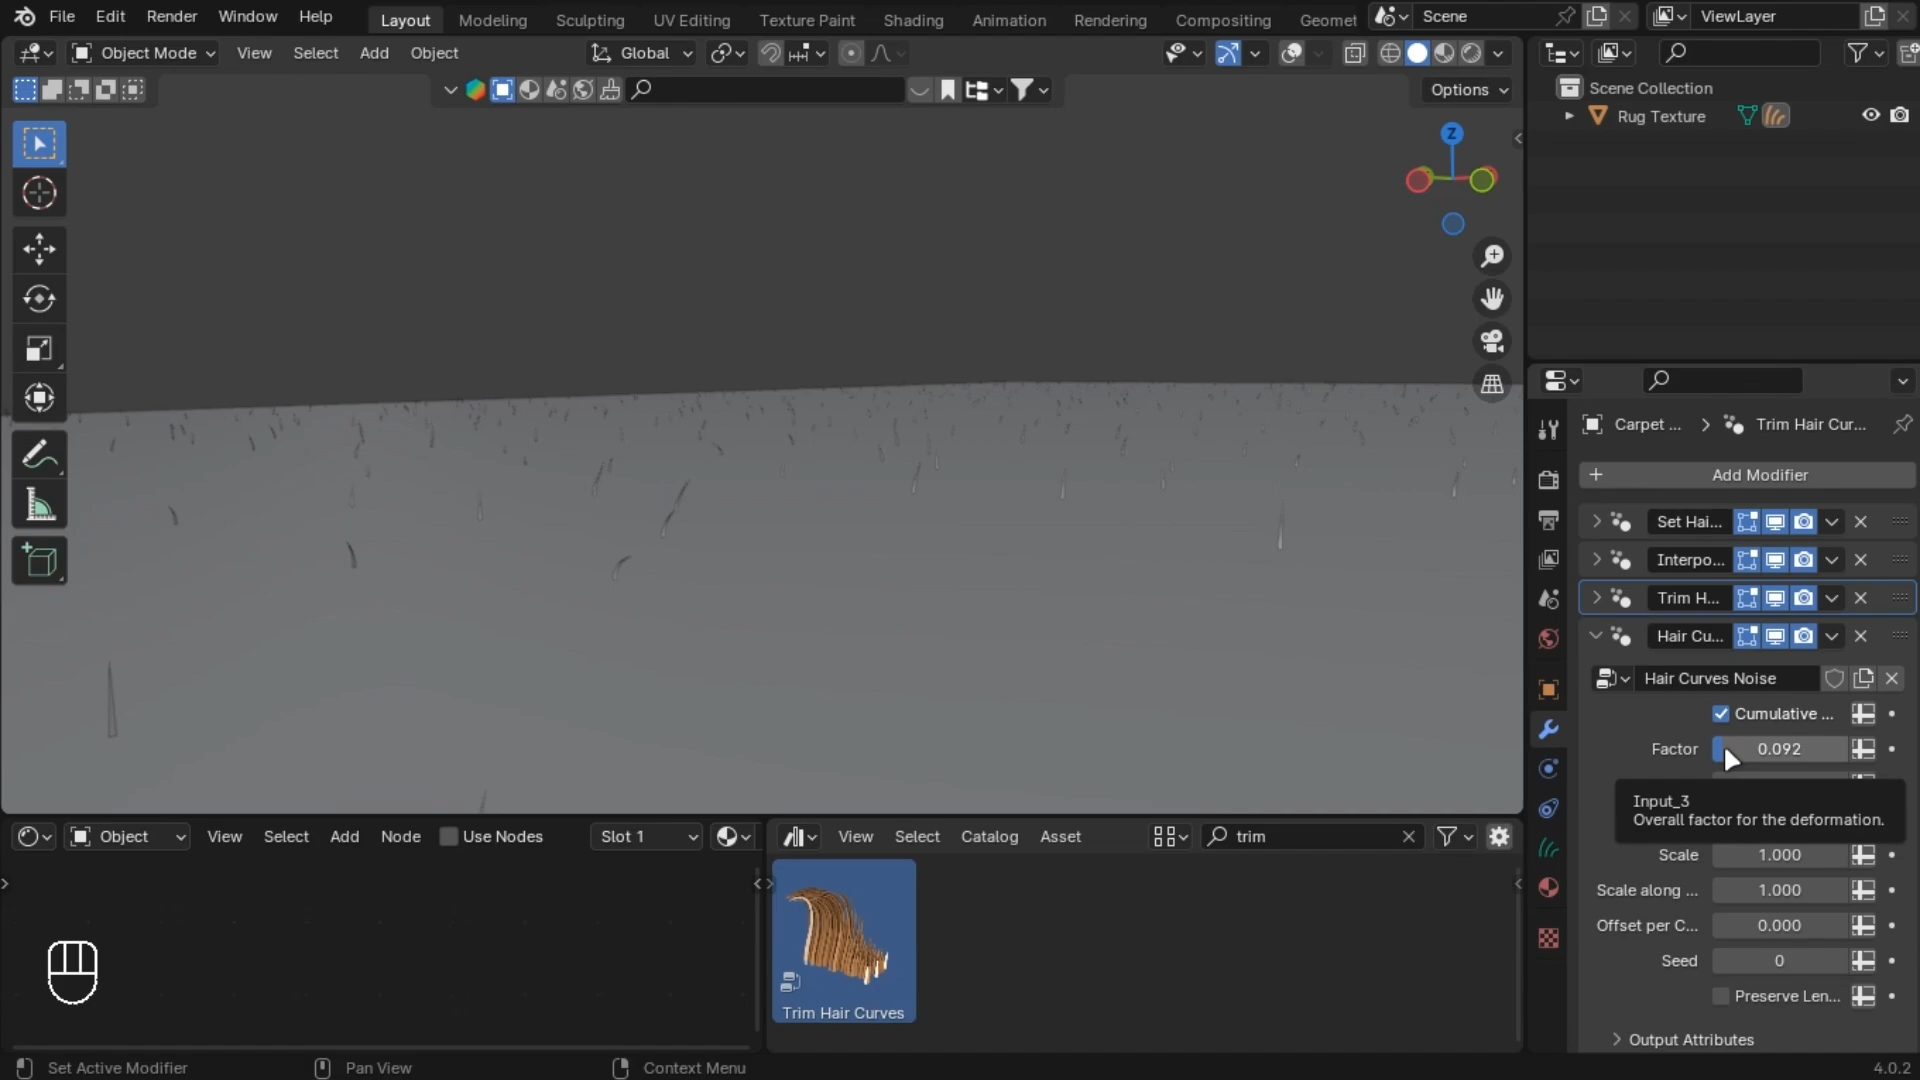 File Edit Render Window Help Layout Modeling Sculpting UV Editing Texture Paint Shading Animation Rendering Compositing Geomet Scene ViewLayer
Object Mode View Select Add Object Global
Options
Scene Collection
Rug Texture
Z
Carpet ... > Trim Hair Cur...
Add Modifier
Set Hai...
Interpo...
Trim H...
Hair Cu...
Hair Curves Noise
Cumulative ...
Factor 0.092
Input_3
Overall factor for the deformation.
Scale 1.000
Scale along ... 1.000
Offset per C... 0.000
Seed 0
Preserve Len...
Output Attributes
Object View Select Add Node Use Nodes Slot 1
View Select Catalog Asset trim
Trim Hair Curves
Set Active Modifier Pan View Context Menu 4.0.2